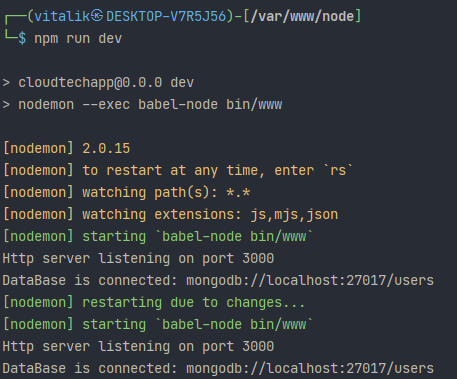 ┌──(vitalik㉿DESKTOP-V7R5J56)-[/var/www/node]
└─$ npm run dev
> cloudtechapp@0.0.0 dev
> nodemon --exec babel-node bin/www
[nodemon] 2.0.15
[nodemon] to restart at any time, enter `rs`
[nodemon] watching path(s): *.*
[nodemon] watching extensions: js,mjs,json
[nodemon] starting `babel-node bin/www`
Http server listening on port 3000
DataBase is connected: mongodb://localhost:27017/users
[nodemon] restarting due to changes...
[nodemon] starting `babel-node bin/www`
Http server listening on port 3000
DataBase is connected: mongodb://localhost:27017/users